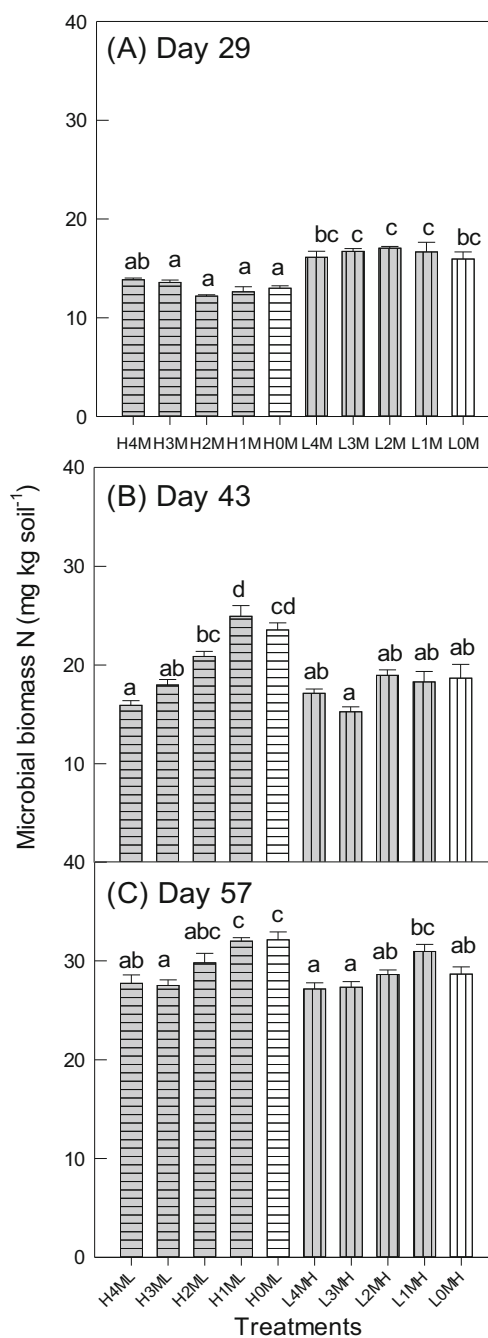 40
(A) Day 29
30
20
bc c c c bc
ab a a a a
10
0
H4M H3M H2M H1M H0M L4M L3M L2M L1M L0M
Microbial biomass N (mg kg soil-1)
40
(B) Day 43
30
d
cd
bc
20
ab
a
ab
a
ab ab ab
10
40
(C) Day 57
ab a abc c c a a ab bc ab
30
20
10
0
H4ML H3ML H2ML H1ML H0ML L4MH L3MH L2MH L1MH L0MH
Treatments